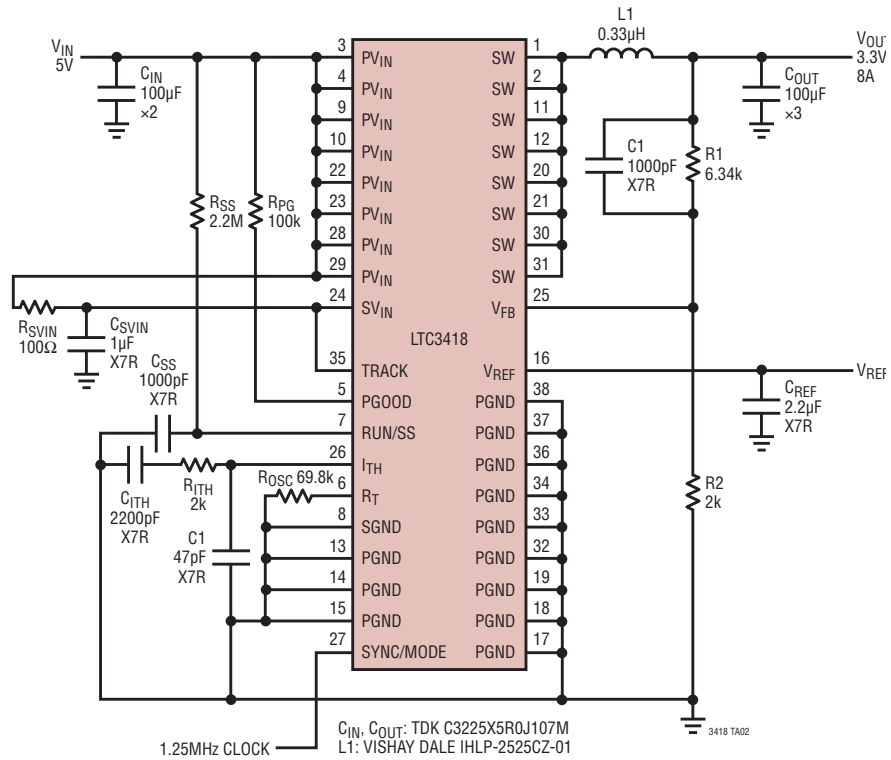 L1
0.33µH
VIN
5V
CIN
100µF
×2
VOUT
3.3V
8A
COUT
100µF
×3
C1
1000pF
X7R
R1
6.34k
RSS
2.2M
RPG
100k
3 PVIN SW 1
4 PVIN SW 2
9 PVIN SW 11
10 PVIN SW 12
22 PVIN SW 20
23 PVIN SW 21
28 PVIN SW 30
29 PVIN SW 31
24 SVIN VFB 25
LTC3418
35 TRACK VREF 16
5 PGOOD PGND 38
7 RUN/SS PGND 37
26 ITH PGND 36
6 RT PGND 34
8 SGND PGND 33
13 PGND PGND 32
14 PGND PGND 19
15 PGND PGND 18
27 SYNC/MODE PGND 17
RSVIN
100Ω
CSVIN
1µF
X7R
CSS
1000pF
X7R
VREF
CREF
2.2µF
X7R
CITH
2200pF
X7R
RITH
2k
ROSC 69.8k
C1
47pF
X7R
R2
2k
3418 TA02
1.25MHz CLOCK
CIN, COUT: TDK C3225X5R0J107M
L1: VISHAY DALE IHLP-2525CZ-01